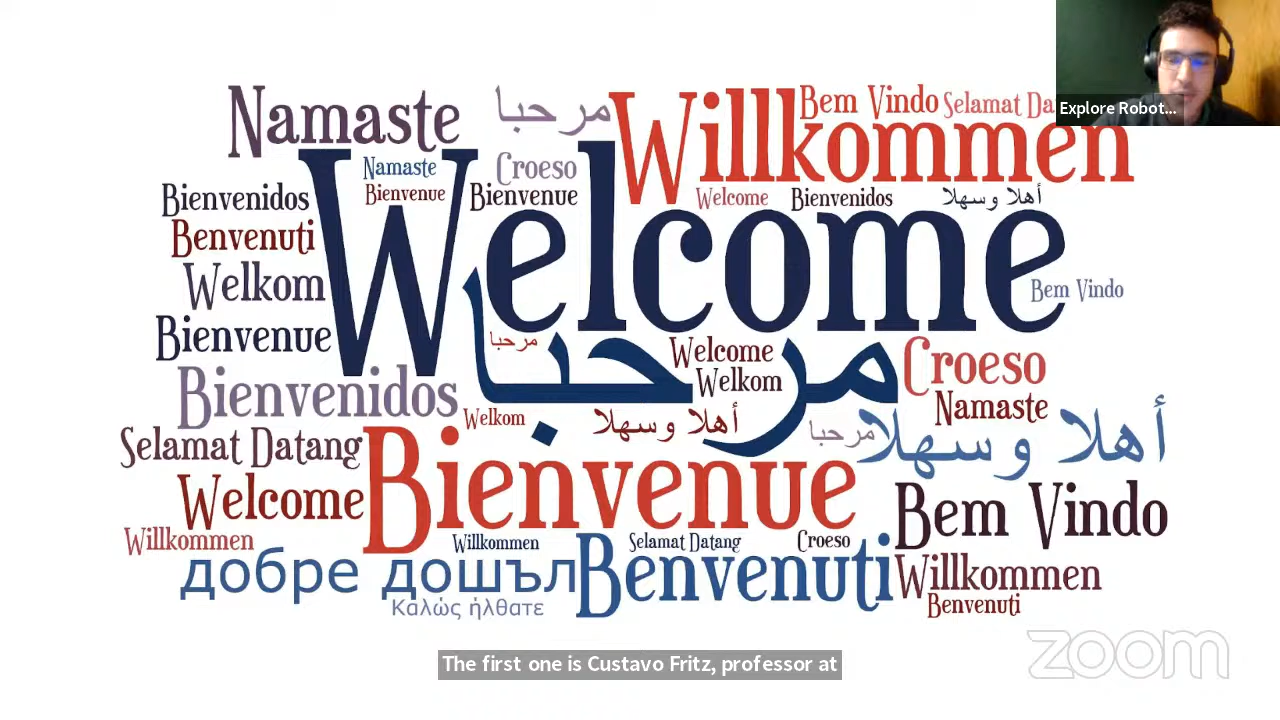 Explore Robot...
Namaste
مرحبا
Willkommen
Bem Vindo
Selamat Da
Namaste
Croeso
Bienvenidos
Bienvenue
Bienvenue
Welcome
Bienvenidos
أهلا وسهلا
Benvenuti
Welcome
Welkom
Bem Vindo
Bienvenue
مرحبا
مرحبا
Welcome
Croeso
Welkom
Bienvenidos
Namaste
Welkom
أهلا وسهلا
مرحبا
أهلا وسهلا
Selamat Datang
Bienvenue
Welcome
Bem Vindo
Willkommen
Willkommen
Selamat Datang
Croeso
добре дошъл
Benvenuti
Willkommen
Καλώς ήλθατε
Benvenuti
zoom
The first one is Custavo Fritz, professor at